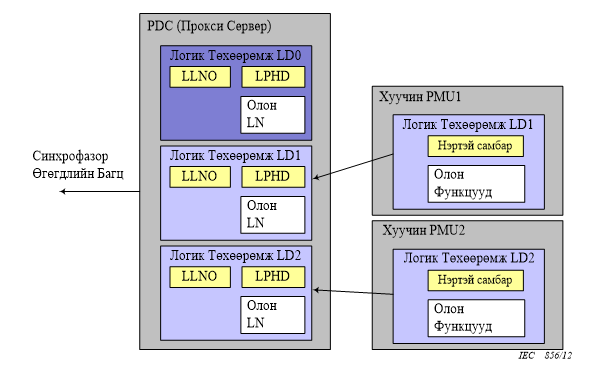 PDC (Прокси Сервер)
Логик Төхөөрөмж LD0
LLNO
LPHD
Олон
LN
Логик Төхөөрөмж LD1
LLNO
LPHD
Олон
LN
Логик Төхөөрөмж LD2
LLNO
LPHD
Олон
LN
Синхрофазор
Өгөгдлийн Багц
Хуучин PMU1
Логик Төхөөрөмж LD1
Нэртэй самбар
Олон
Функцууд
Хуучин PMU2
Логик Төхөөрөмж LD2
Нэртэй самбар
Олон
Функцууд
IEC 856/12